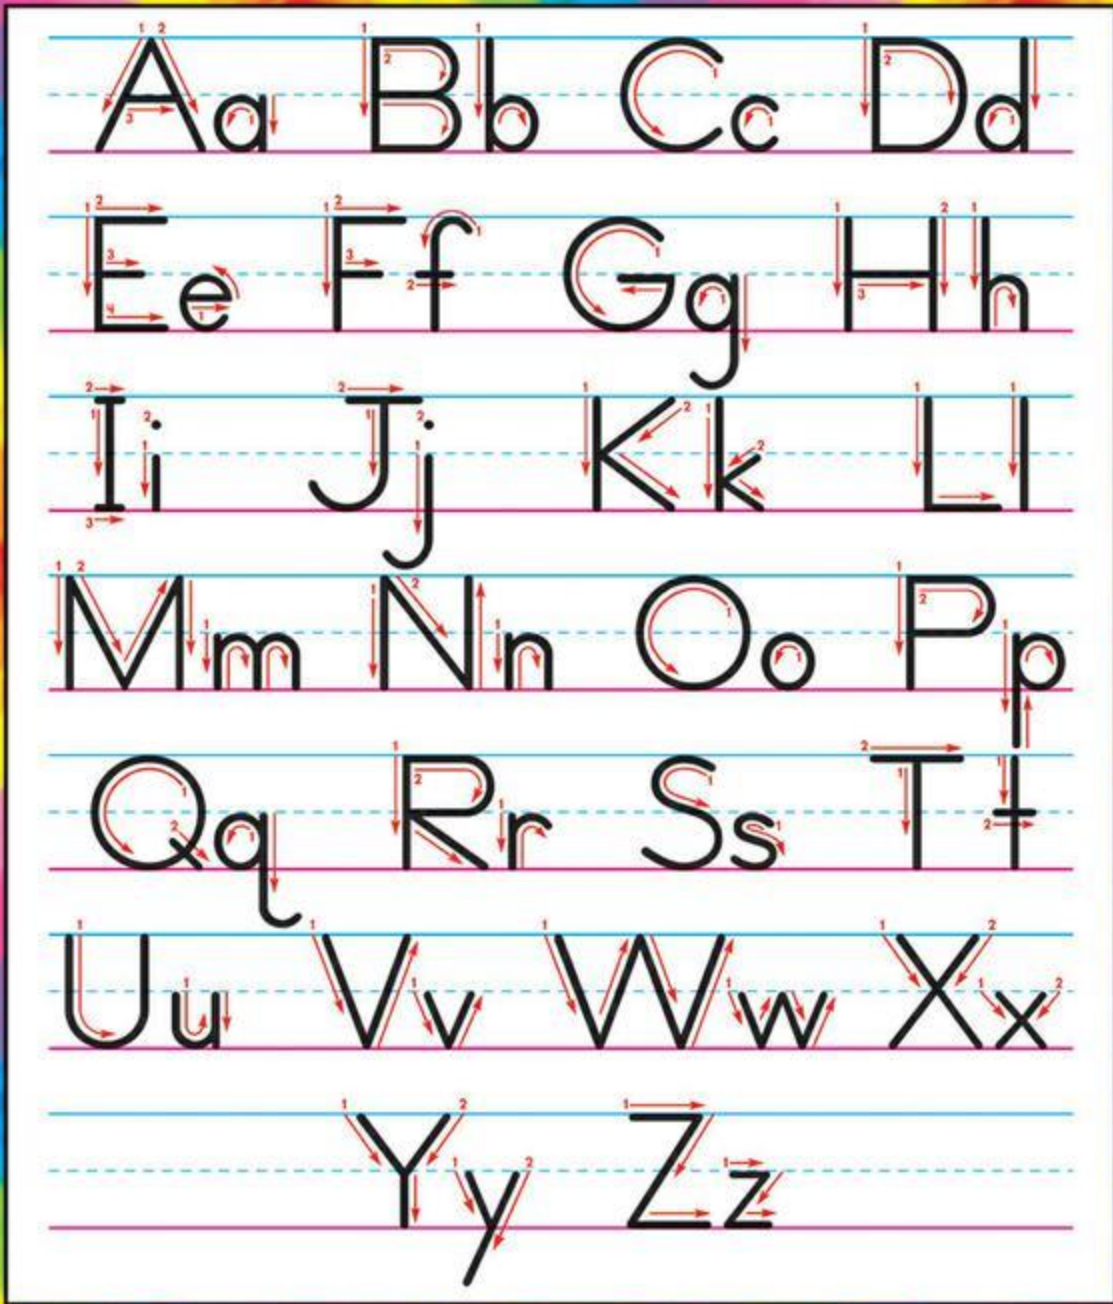 Aa Bb Cc Dd
Ee Ff Gg Hh
Ii Jj Kk Ll
Mm Nn Oo Pp
Qq Rr Ss Tt
Uu Vv Ww Xx
Yy Zz